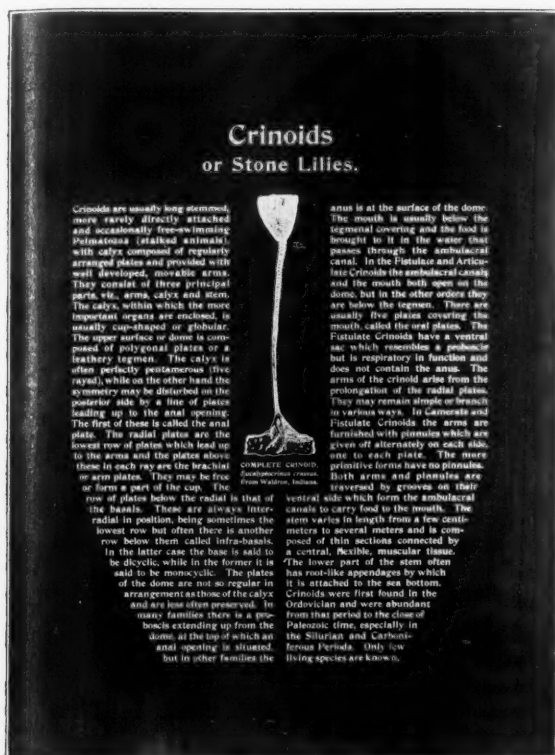 Crinoids
or Stone Lilies.
Crinoids are usually long stemmed,
more rarely directly attached
and occasionally free-swimming
Pelmatozoa (stalked animals),
with calyx composed of regularly
arranged plates and provided with
well developed, movable arms.
They consist of three principal
parts, viz., arms, calyx and stem.
The calyx, within which the more
important organs are enclosed, is
usually cup-shaped or globular.
The upper surface or dome is com-
posed of polygonal plates or a
leathery tegmen. The calyx is
often perfectly pentamerous (five
rayed), while on the other hand the
symmetry may be disturbed on the
posterior side by a line of plates
leading up to the anal opening.
The first of these is called the anal
plate. The radial plates are the
lowest row of plates which lead up
to the arms and the plates above
these in each ray are the brachial
or arm plates. They may be free
or form a part of the cup. The
row of plates below the radial is that of
the basals. These are always inter-
radial in position, being sometimes the
lowest row but often there is another
row below them called infra-basals.
In the latter case the base is said to
be dicyclic, while in the former it is
said to be monocyclic. The plates
of the dome are not so regular in
arrangement as those of the calyx
and are less often preserved. In
many families there is a pro-
boscis extending up from the
dome, at the top of which an
anal opening is situated,
but in other families the
COMPLETE CRINOID,
Eucalyptocrinus crassus,
From Waldron, Indiana.
anus is at the surface of the dome
The mouth is usually below the
tegmenal covering and the food is
brought to it in the water that
passes through the ambulacral
canal. In the Fistulate and Articu-
late Crinoids the ambulacral canals
and the mouth both open on the
dome, but in the other orders they
are below the tegmen. There are
usually five plates covering the
mouth, called the oral plates. The
Fistulate Crinoids have a ventral
sac which resembles a proboscis
but is respiratory in function and
does not contain the anus. The
arms of the crinoid arise from the
prolongation of the radial plates.
They may remain simple or branch
in various ways. In Camerate and
Fistulate Crinoids the arms are
furnished with pinnules which are
given off alternately on each side,
one to each plate. The more
primitive forms have no pinnules.
Both arms and pinnules are
traversed by grooves on their
ventral side which form the ambulacral
canals to carry food to the mouth. The
stem varies in length from a few centi-
meters to several meters and is com-
posed of thin sections connected by
a central, flexible, muscular tissue.
The lower part of the stem often
has root-like appendages by which
it is attached to the sea bottom.
Crinoids were first found in the
Ordovician and were abundant
from that period to the close of
Paleozoic time, especially in
the Silurian and Carboni-
ferous Periods. Only few
living species are known.